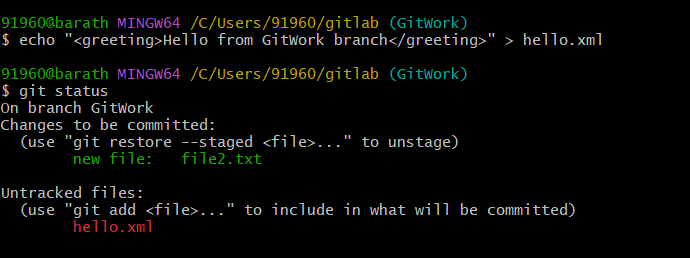 91960@barath MINGW64 /C/Users/91960/gitlab (GitWork)
$ echo "<greeting>Hello from GitWork branch</greeting>" > hello.xml
91960@barath MINGW64 /C/Users/91960/gitlab (GitWork)
$ git status
On branch GitWork
Changes to be committed:
  (use "git restore --staged <file>..." to unstage)
        new file:   file2.txt
Untracked files:
  (use "git add <file>..." to include in what will be committed)
        hello.xml